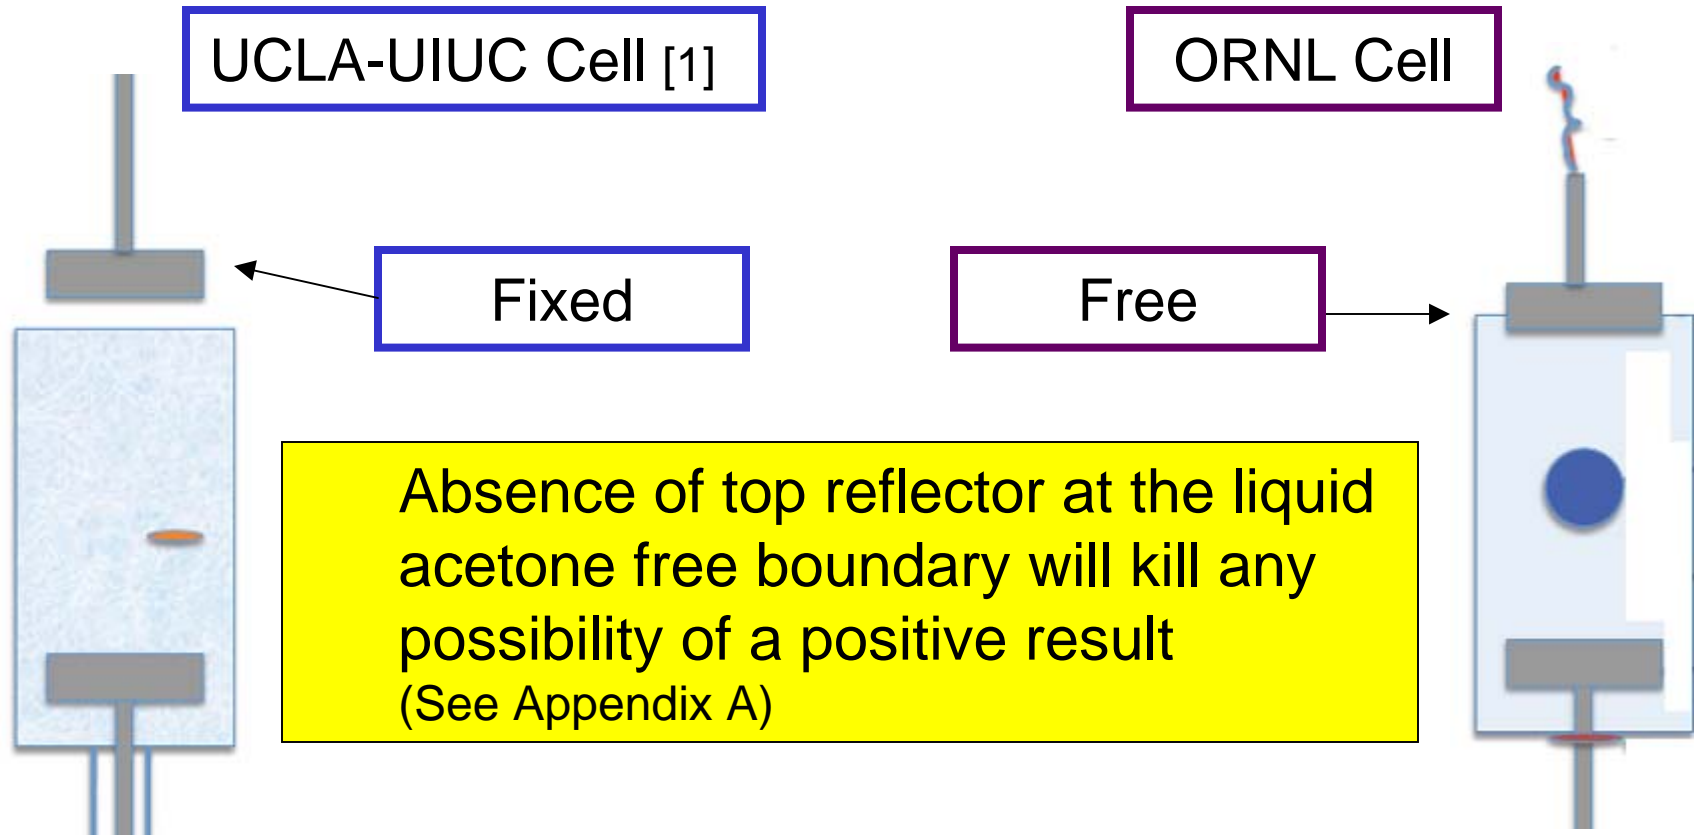 UCLA-UIUC Cell [1]
ORNL Cell
Fixed
Free
Absence of top reflector at the liquid
acetone free boundary will kill any
possibility of a positive result
(See Appendix A)